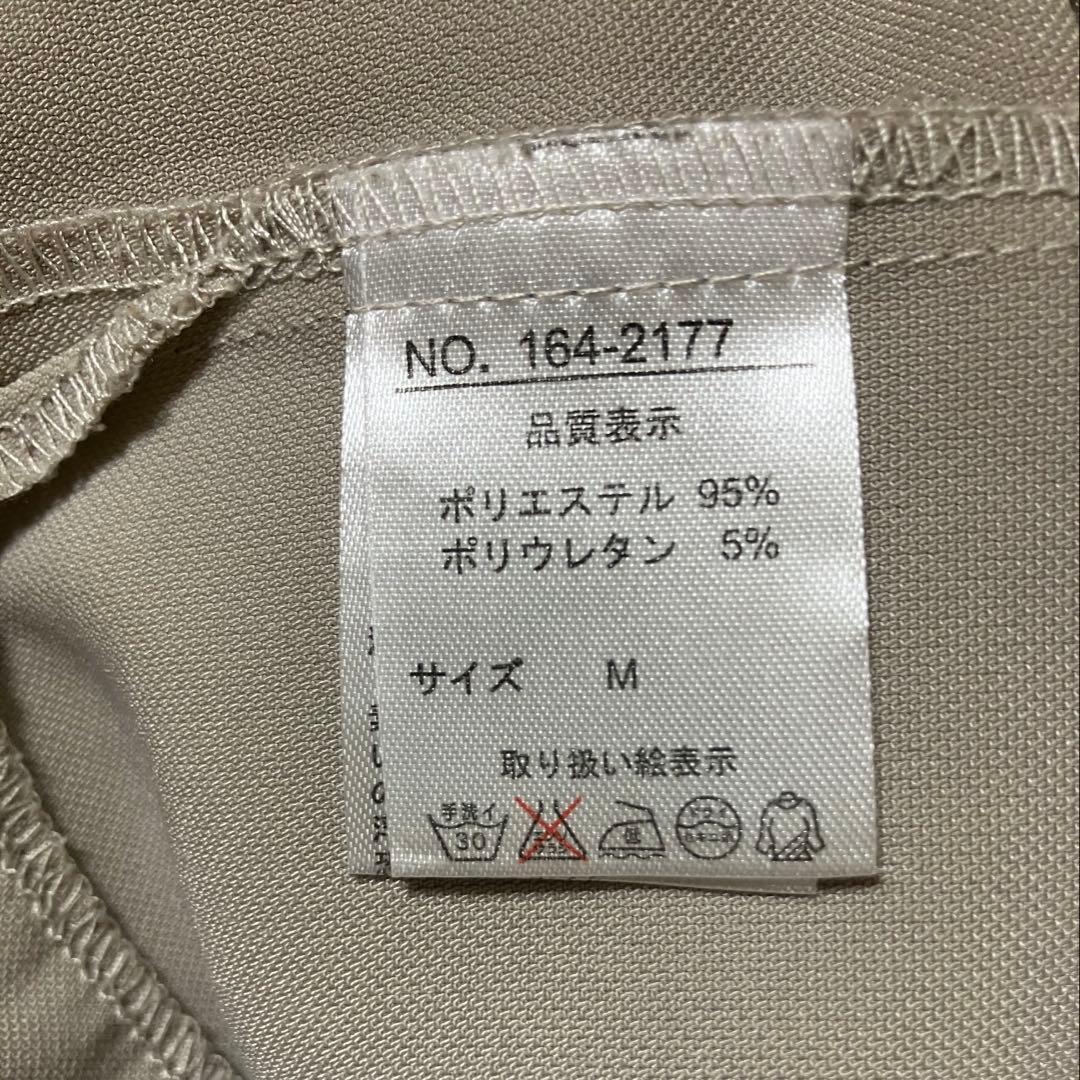 NO. 164-2177
品質表示
ポリエステル 95%
ポリウレタン 5%
サイズ M
取り扱い絵表示
手洗イ
30